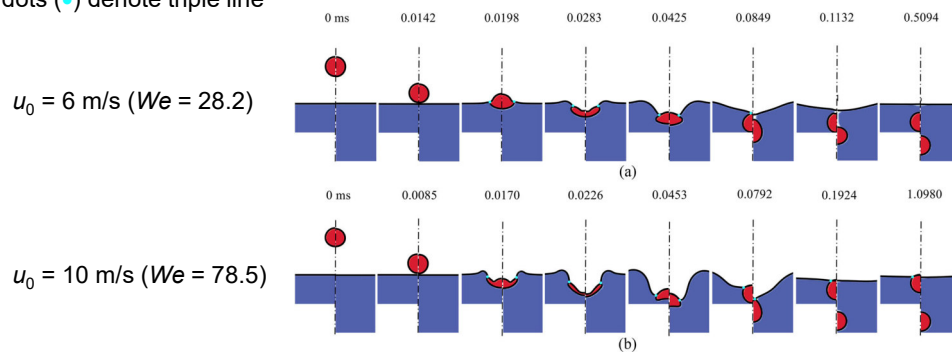 dots (●) denote triple line
0 ms 0.0142 0.0198 0.0283 0.0425 0.0849 0.1132 0.5094
u₀ = 6 m/s (We = 28.2)
(a)
0 ms 0.0085 0.0170 0.0226 0.0453 0.0792 0.1924 1.0980
u₀ = 10 m/s (We = 78.5)
(b)